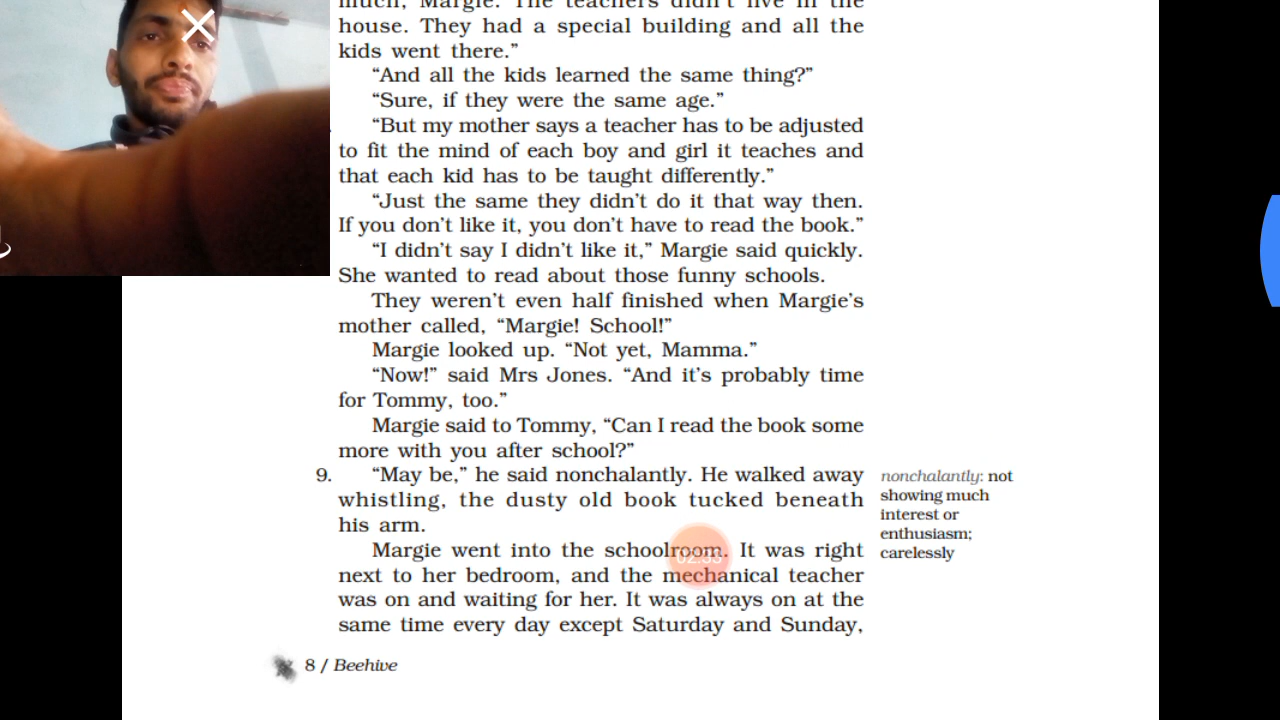 much, Margie. The teachers didn't live in the
house. They had a special building and all the
kids went there.”
“And all the kids learned the same thing?”
“Sure, if they were the same age.”
“But my mother says a teacher has to be adjusted
to fit the mind of each boy and girl it teaches and
that each kid has to be taught differently.”
“Just the same they didn't do it that way then.
If you don't like it, you don't have to read the book.”
“I didn't say I didn't like it,” Margie said quickly.
She wanted to read about those funny schools.
They weren't even half finished when Margie's
mother called, “Margie! School!”
Margie looked up. “Not yet, Mamma.”
“Now!” said Mrs Jones. “And it's probably time
for Tommy, too.”
Margie said to Tommy, “Can I read the book some
more with you after school?”
9. “May be,” he said nonchalantly. He walked away
whistling, the dusty old book tucked beneath
his arm.
nonchalantly: not
showing much
interest or
enthusiasm;
carelessly
Margie went into the schoolroom. It was right
next to her bedroom, and the mechanical teacher
was on and waiting for her. It was always on at the
same time every day except Saturday and Sunday,
8 / Beehive